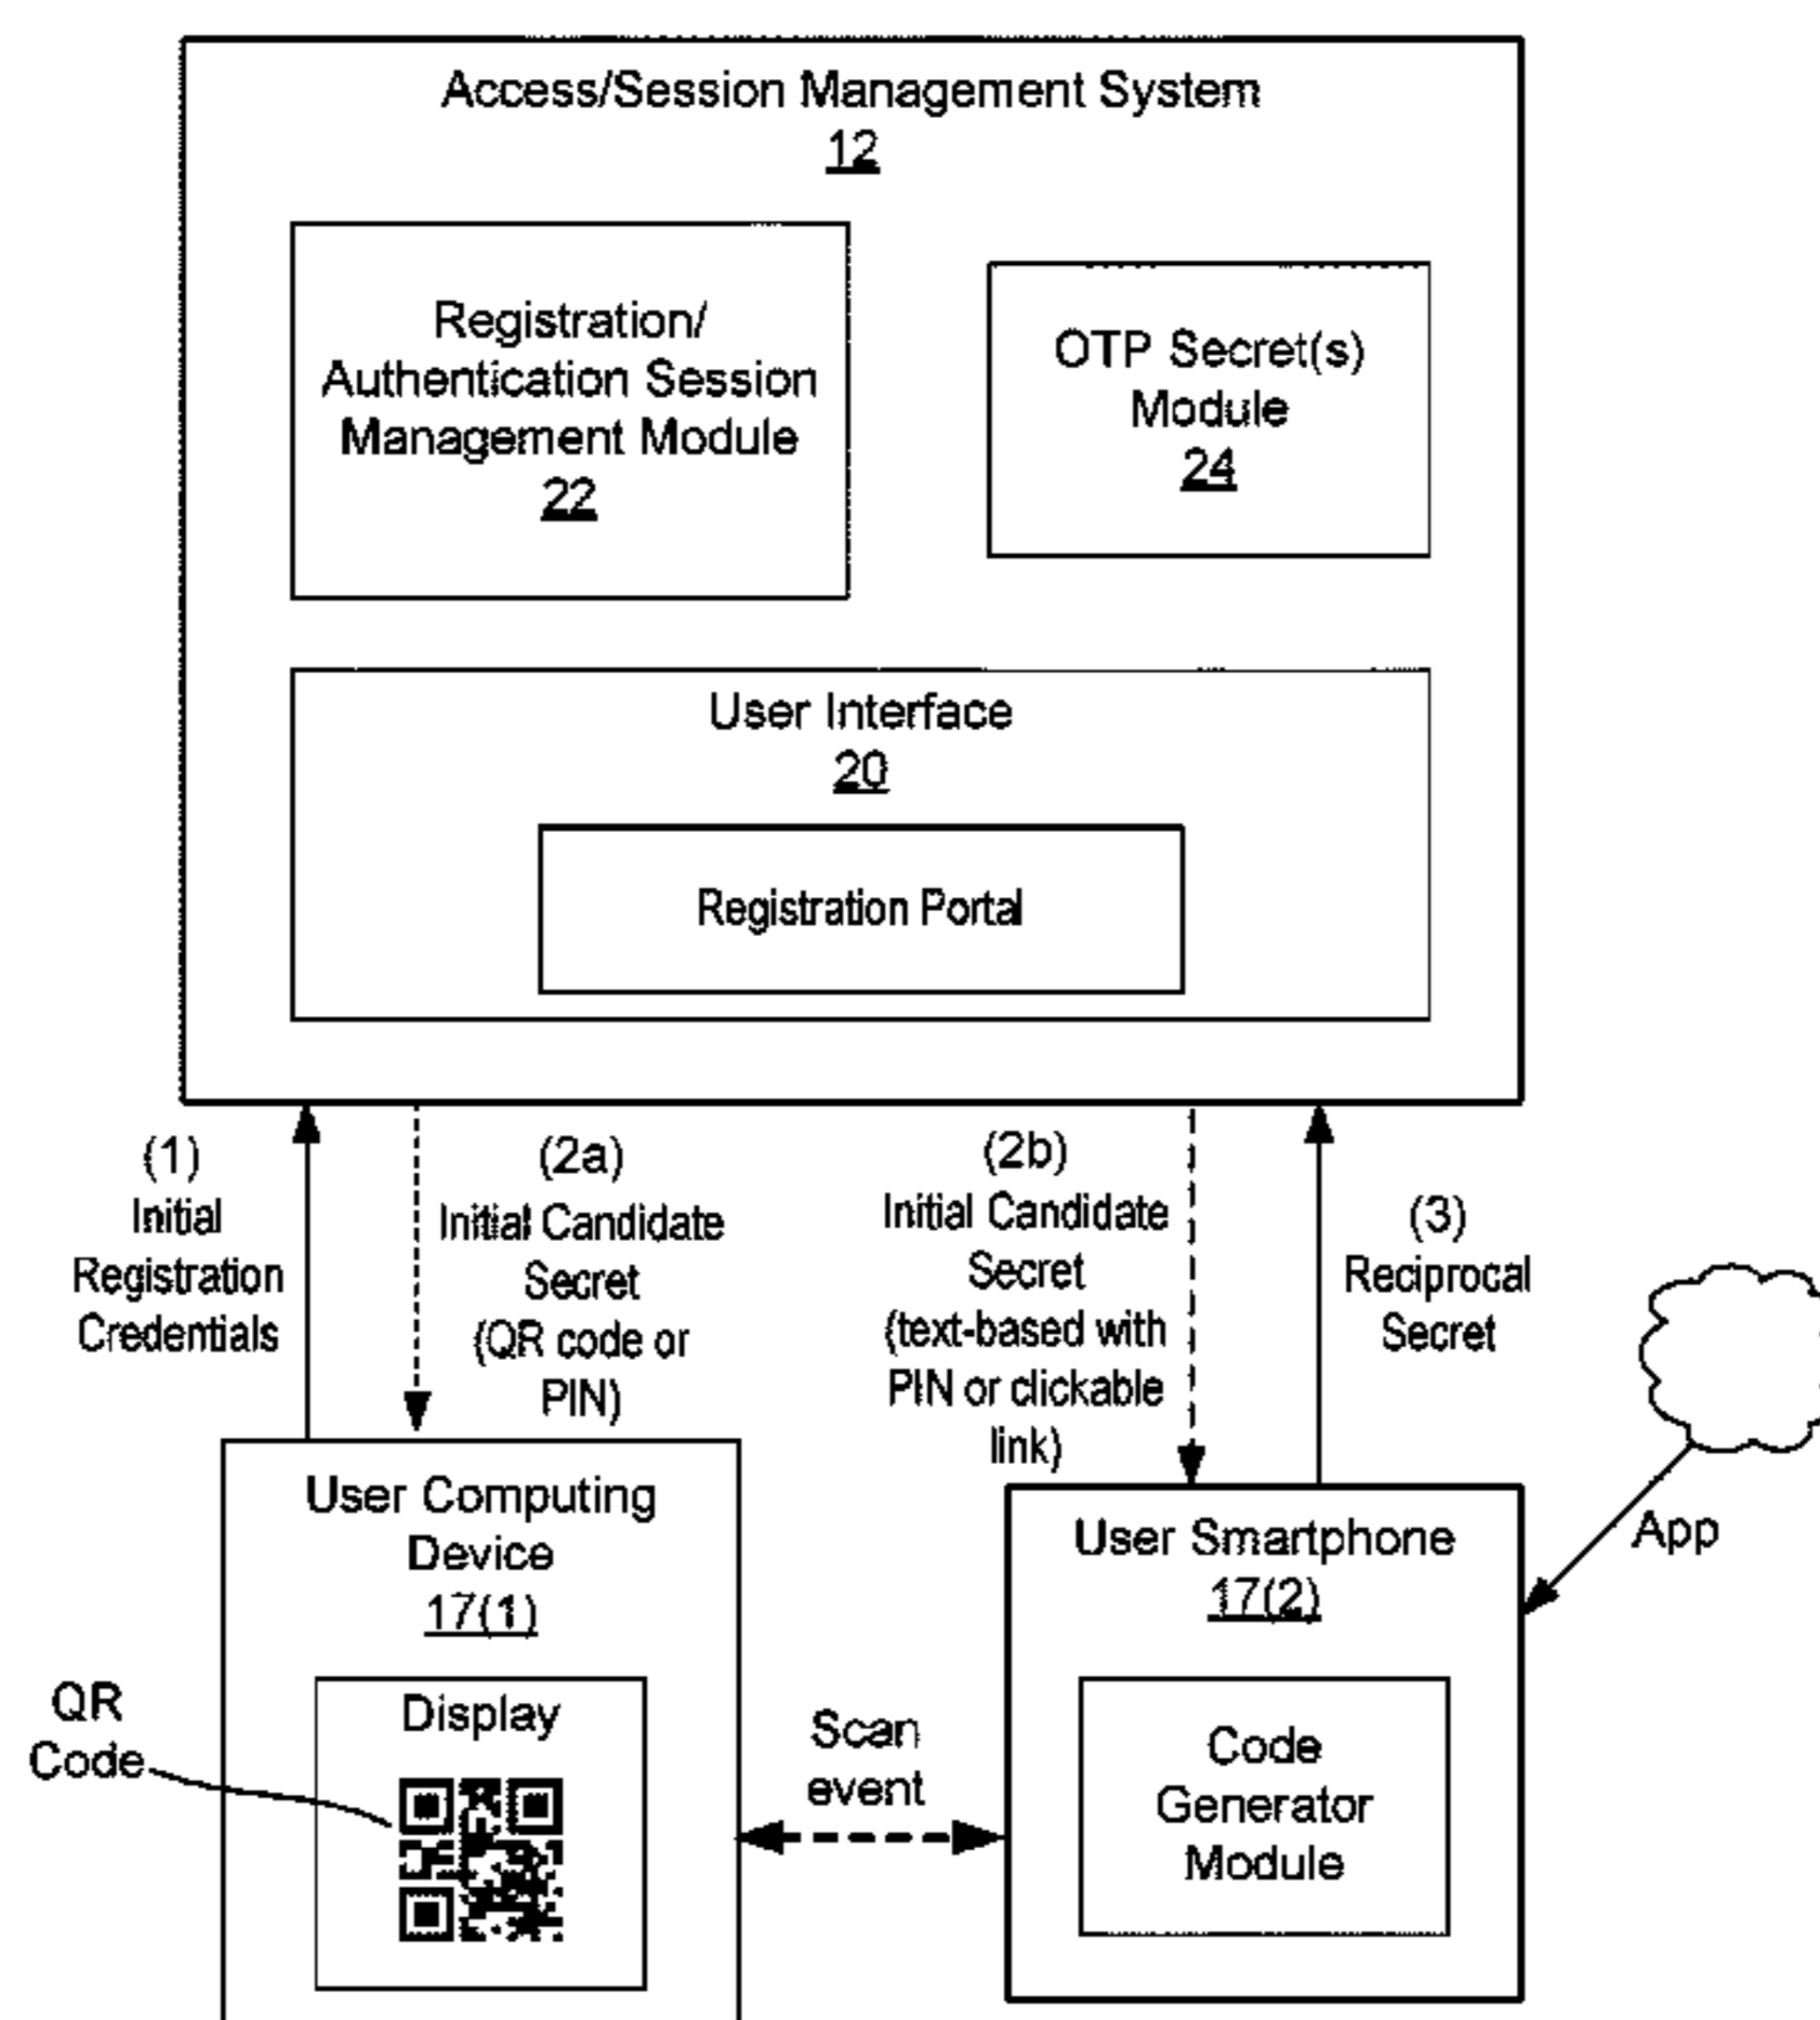 Access/Session Management System
12
Registration/
Authentication Session
Management Module
22
OTP Secret(s)
Module
24
User Interface
20
Registration Portal
(1)
Initial
Registration
Credentials
(2a)
Initial Candidate
Secret
(QR code or
PIN)
(2b)
Initial Candidate
Secret
(text-based with
PIN or clickable
link)
(3)
Reciprocal
Secret
App
User Computing
Device
17(1)
Display
QR
Code
Scan
event
User Smartphone
17(2)
Code
Generator
Module